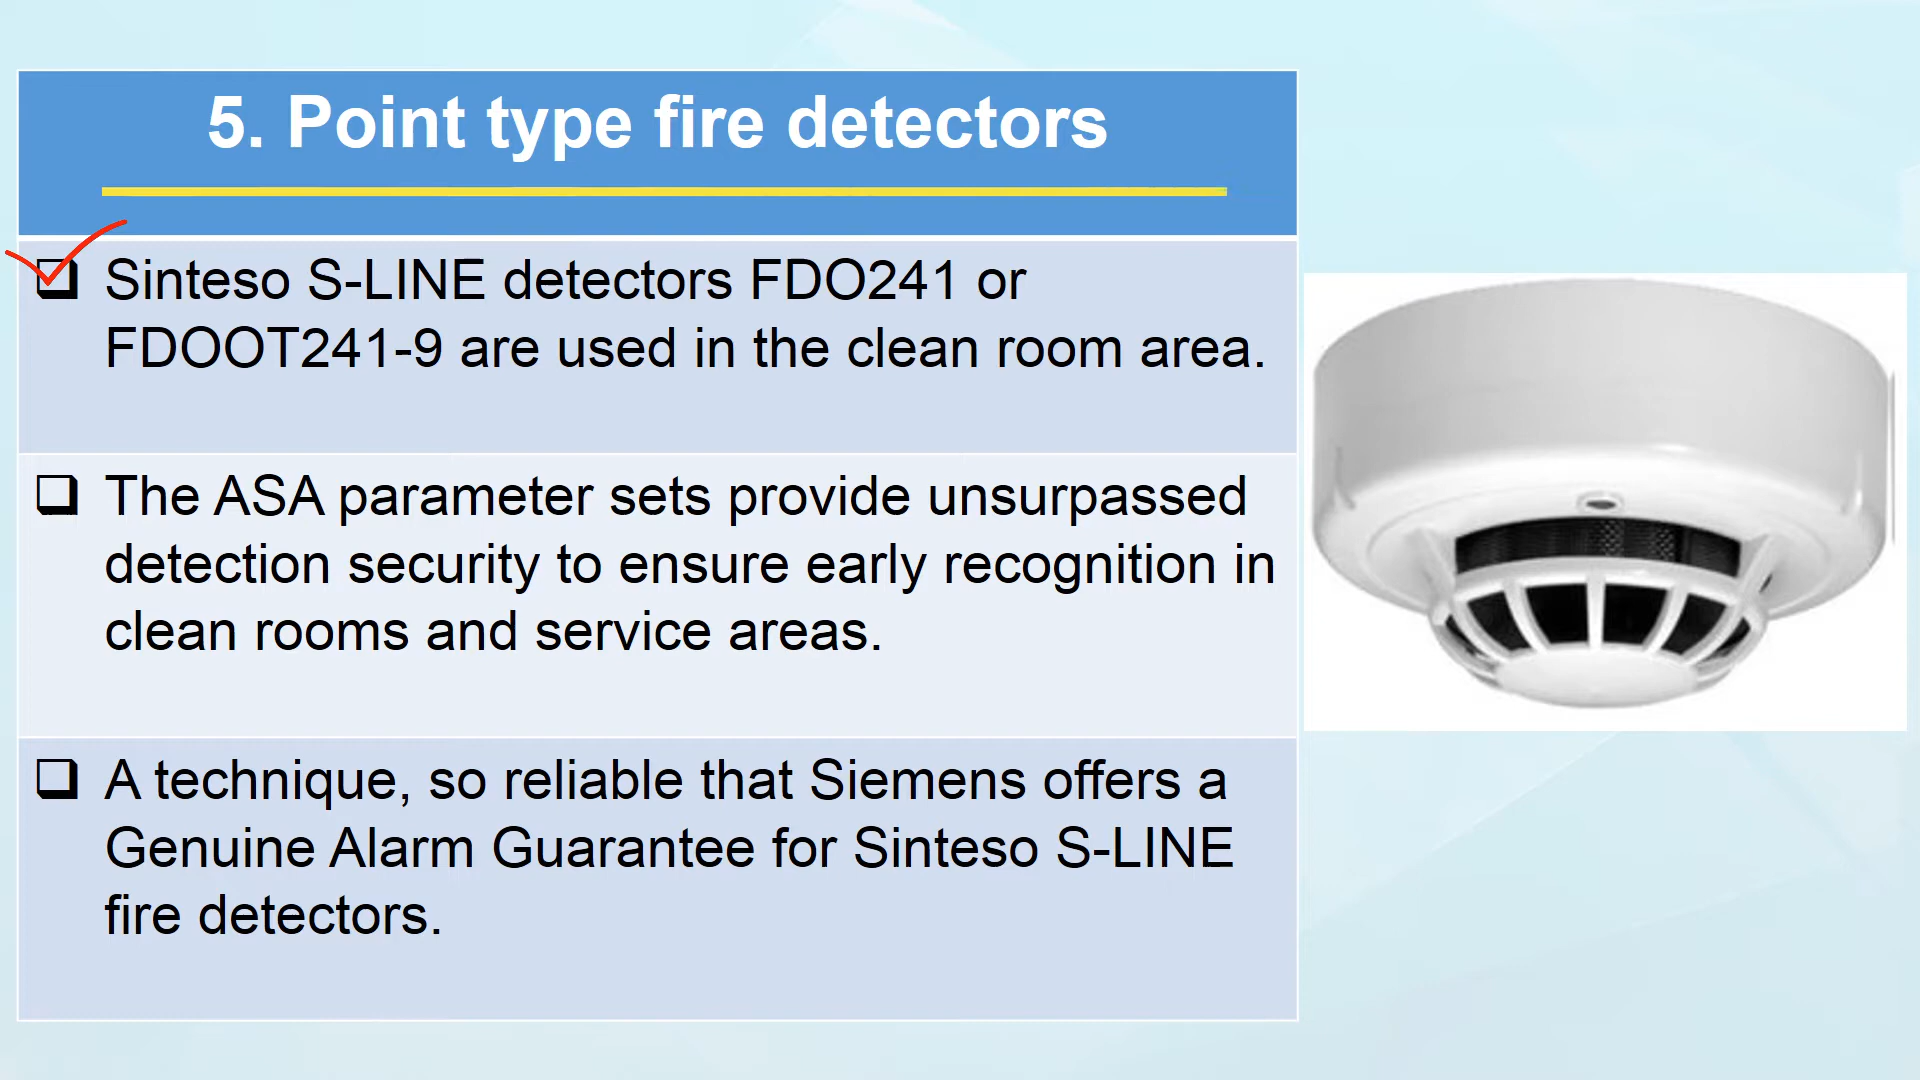 5. Point type fire detectors
Sinteso S-LINE detectors FDO241 or
FDOOT241-9 are used in the clean room area.
The ASA parameter sets provide unsurpassed
detection security to ensure early recognition in
clean rooms and service areas.
A technique, so reliable that Siemens offers a
Genuine Alarm Guarantee for Sinteso S-LINE
fire detectors.